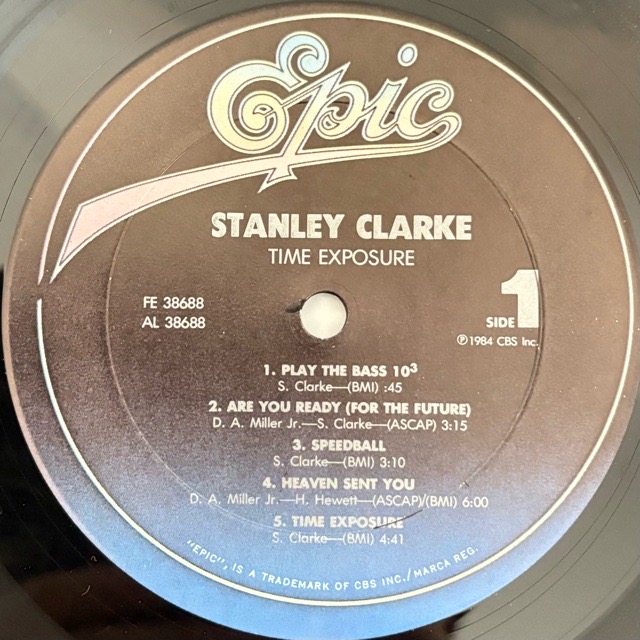 Epic
STANLEY CLARKE
TIME EXPOSURE
FE 38688
AL 38688
SIDE 1
℗1984 CBS Inc.
1. PLAY THE BASS 10³
S. Clarke—(BMI) :45
2. ARE YOU READY (FOR THE FUTURE)
D. A. Miller Jr.—S. Clarke—(ASCAP) 3:15
3. SPEEDBALL
S. Clarke—(BMI) 3:10
4. HEAVEN SENT YOU
D. A. Miller Jr.—H. Hewett—(ASCAP)/(BMI) 6:00
5. TIME EXPOSURE
S. Clarke—(BMI) 4:41
"EPIC", IS A TRADEMARK OF CBS INC./MARCA REG.